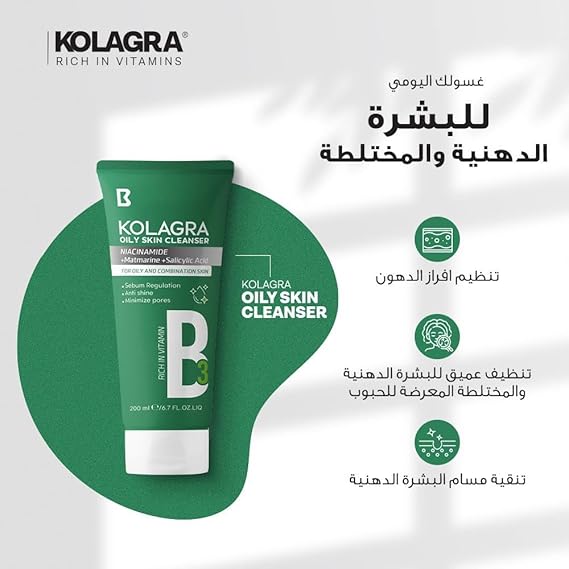 KOLAGRA®
RICH IN VITAMINS
غسولك اليومي
للبشرة
الدهنية والمختلطة
B
KOLAGRA
OILY SKIN CLEANSER
NIACINAMIDE
+Matmarine +Salicylic Acid
FOR OILY AND COMBINATION SKIN
• Sebum Regulation
• Anti shine
• Minimize pores
RICH IN VITAMIN
B3
200 ml ℮/6.7 FL.OZ.LIQ
KOLAGRA
OILY SKIN
CLEANSER
تنظيم افراز الدهون
تنظيف عميق للبشرة الدهنية
والمختلطة المعرضة للحبوب
تنقية مسام البشرة الدهنية